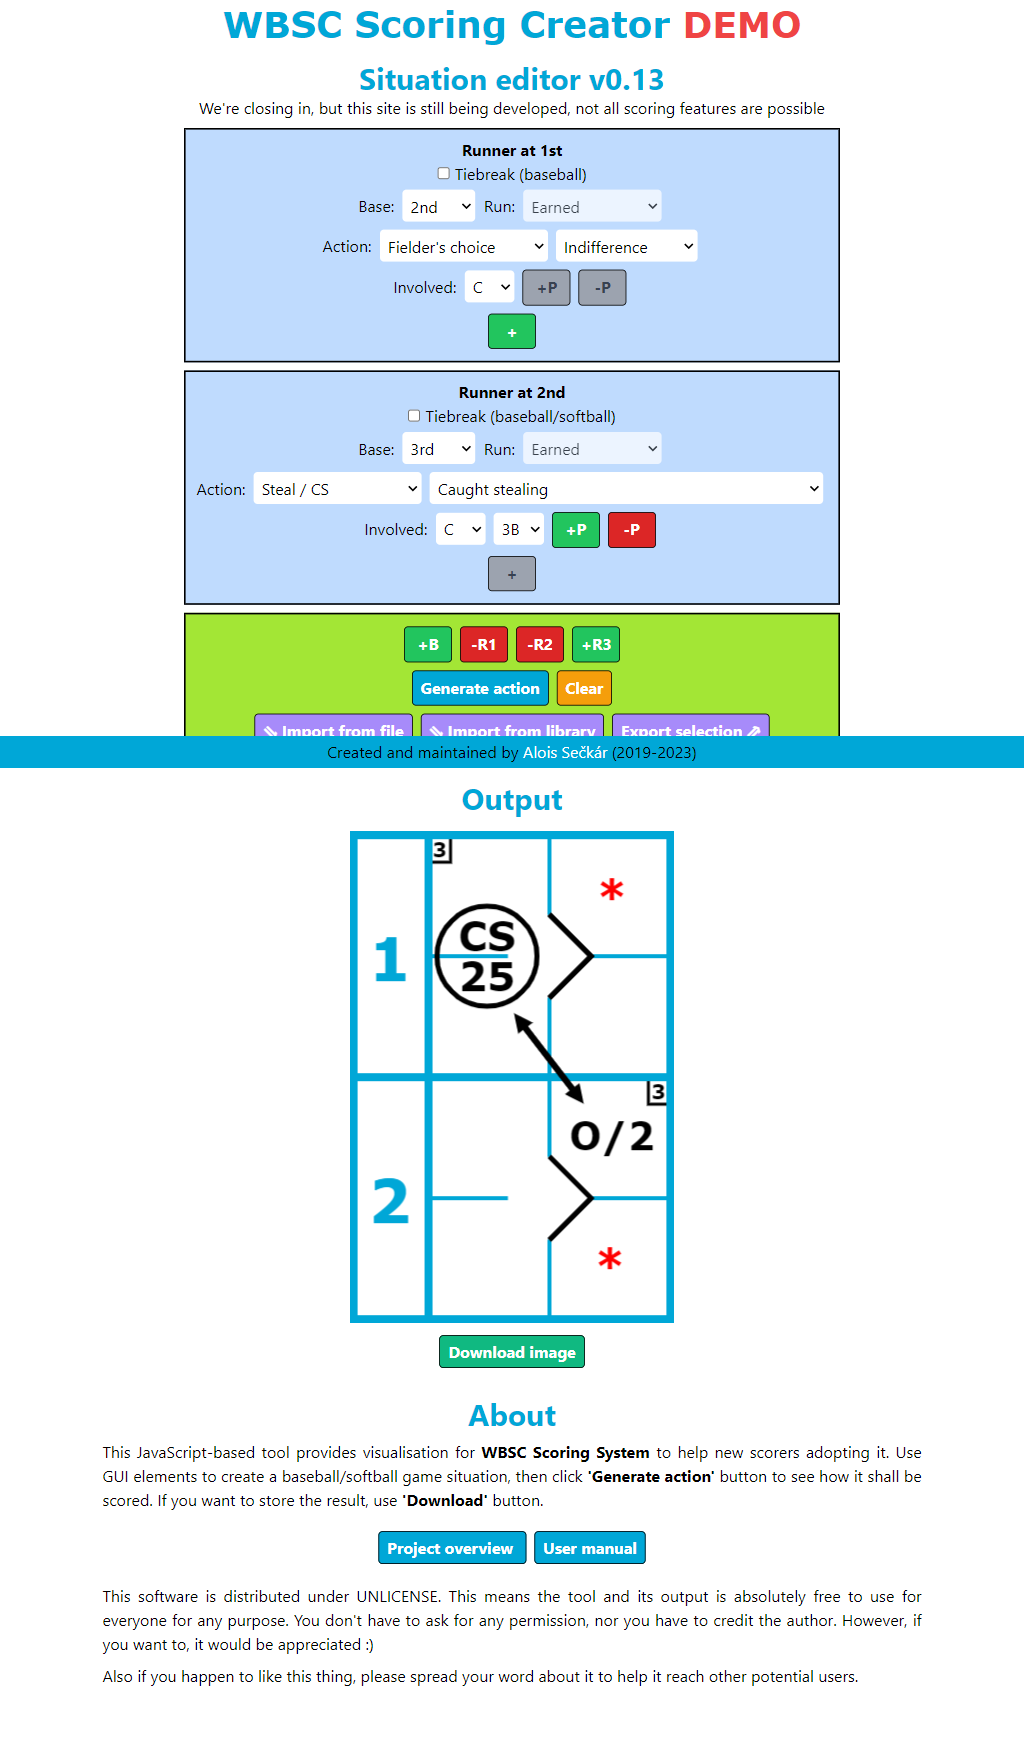 WBSC Scoring Creator DEMO
Situation editor v0.13
We're closing in, but this site is still being developed, not all scoring features are possible
Runner at 1st
Tiebreak (baseball)
Base: 2nd Run: Earned
Action: Fielder's choice Indifference
Involved: C +P -P
+
Runner at 2nd
Tiebreak (baseball/softball)
Base: 3rd Run: Earned
Action: Steal / CS Caught stealing
Involved: C 3B +P -P
+
+B -R1 -R2 +R3
Generate action Clear
⇘ Import from file ⇘ Import from library Export selection ⇗
Created and maintained by Alois Sečkár (2019-2023)
Output
3
*
CS
1
25
3
O/2
2
*
Download image
About
This JavaScript-based tool provides visualisation for WBSC Scoring System to help new scorers adopting it. Use
GUI elements to create a baseball/softball game situation, then click 'Generate action' button to see how it shall be
scored. If you want to store the result, use 'Download' button.
Project overview User manual
This software is distributed under UNLICENSE. This means the tool and its output is absolutely free to use for
everyone for any purpose. You don't have to ask for any permission, nor you have to credit the author. However, if
you want to, it would be appreciated :)
Also if you happen to like this thing, please spread your word about it to help it reach other potential users.